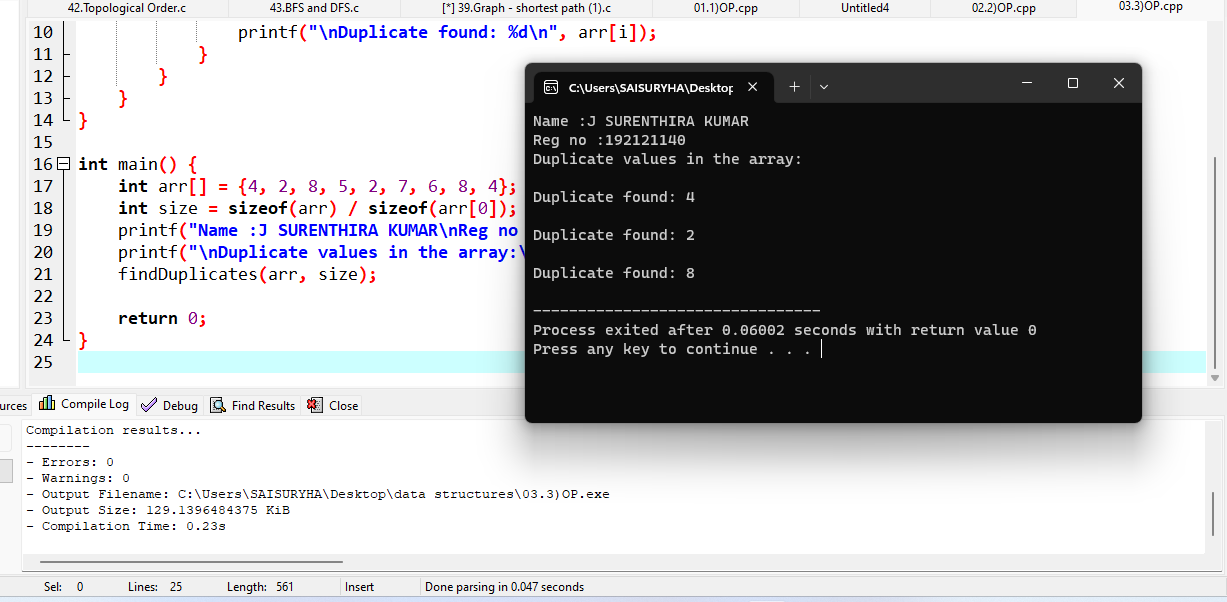 42.Topological Order.c 43.BFS and DFS.c [*] 39.Graph - shortest path (1).c 01.1)OP.cpp Untitled4 02.2)OP.cpp 03.3)OP.cpp
10 printf("\nDuplicate found: %d\n", arr[i]);
11 }
12 }
13 }
14 }
15
16 int main() {
17 int arr[] = {4, 2, 8, 5, 2, 7, 6, 8, 4};
18 int size = sizeof(arr) / sizeof(arr[0]);
19 printf("Name :J SURENTHIRA KUMAR\nReg no
20 printf("\nDuplicate values in the array:\
21 findDuplicates(arr, size);
22
23 return 0;
24 }
25
C:\Users\SAISURYHA\Desktop
Name :J SURENTHIRA KUMAR
Reg no :192121140
Duplicate values in the array:
Duplicate found: 4
Duplicate found: 2
Duplicate found: 8
--------------------------------
Process exited after 0.06002 seconds with return value 0
Press any key to continue . . .
urces Compile Log Debug Find Results Close
Compilation results...
--------
- Errors: 0
- Warnings: 0
- Output Filename: C:\Users\SAISURYHA\Desktop\data structures\03.3)OP.exe
- Output Size: 129.1396484375 KiB
- Compilation Time: 0.23s
Sel: 0 Lines: 25 Length: 561 Insert Done parsing in 0.047 seconds